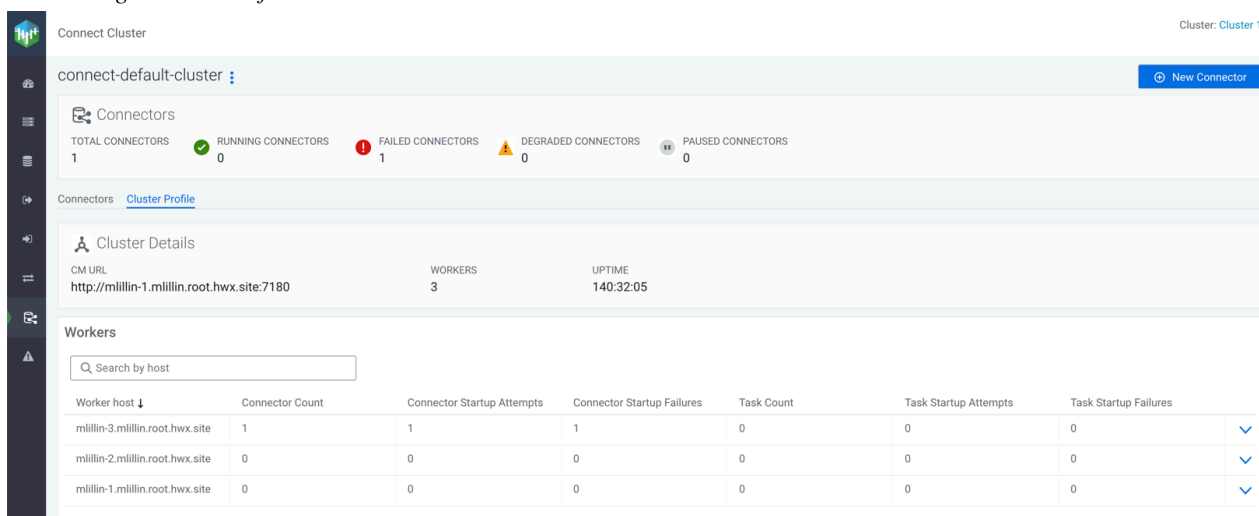 Connect Cluster
Cluster: Cluster 1
connect-default-cluster
New Connector
Connectors
TOTAL CONNECTORS RUNNING CONNECTORS FAILED CONNECTORS DEGRADED CONNECTORS PAUSED CONNECTORS
1 0 1 0 0
Connectors Cluster Profile
Cluster Details
CM URL WORKERS UPTIME
http://mlillin-1.mlillin.root.hwx.site:7180 3 140:32:05
Workers
Search by host
Worker host Connector Count Connector Startup Attempts Connector Startup Failures Task Count Task Startup Attempts Task Startup Failures
mlillin-3.mlillin.root.hwx.site 1 1 1 0 0 0
mlillin-2.mlillin.root.hwx.site 0 0 0 0 0 0
mlillin-1.mlillin.root.hwx.site 0 0 0 0 0 0